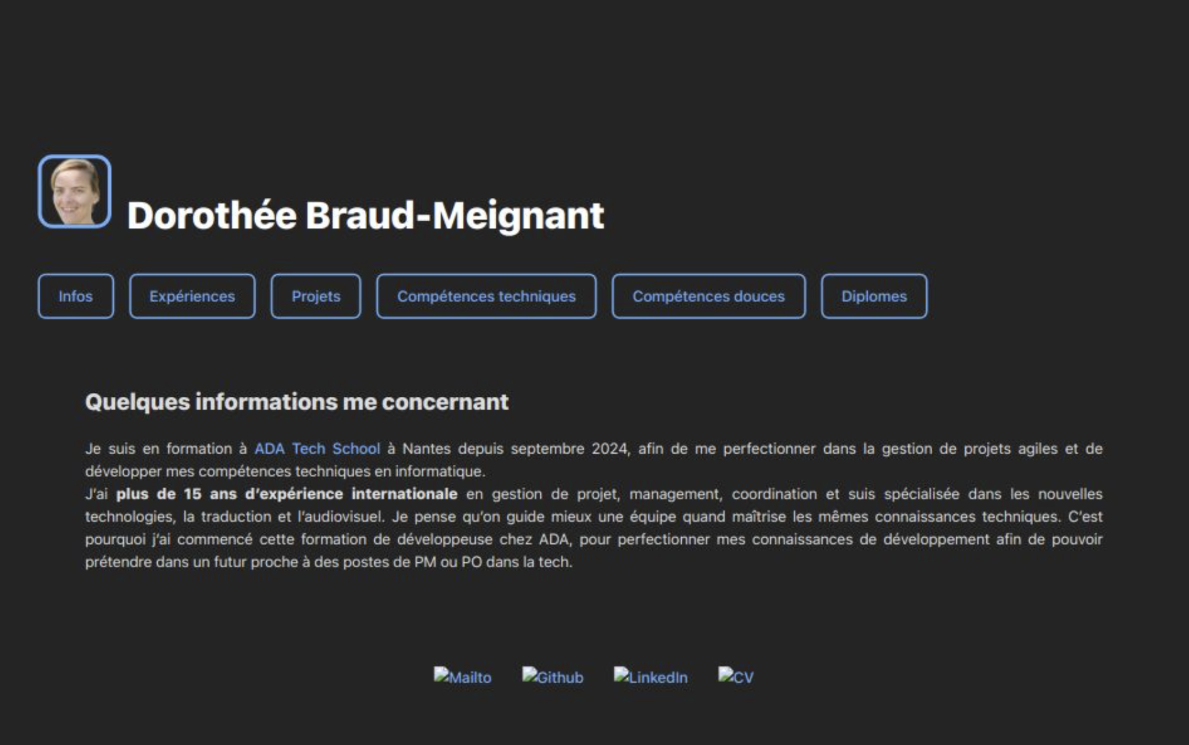 Dorothée Braud-Meignant
Infos Expériences Projets Compétences techniques Compétences douces Diplomes
Quelques informations me concernant
Je suis en formation à ADA Tech School à Nantes depuis septembre 2024, afin de me perfectionner dans la gestion de projets agiles et de
développer mes compétences techniques en informatique.
J'ai plus de 15 ans d'expérience internationale en gestion de projet, management, coordination et suis spécialisée dans les nouvelles
technologies, la traduction et l'audiovisuel. Je pense qu'on guide mieux une équipe quand maîtrise les mêmes connaissances techniques. C'est
pourquoi j'ai commencé cette formation de développeuse chez ADA, pour perfectionner mes connaissances de développement afin de pouvoir
prétendre dans un futur proche à des postes de PM ou PO dans la tech.
Mailto Github LinkedIn CV